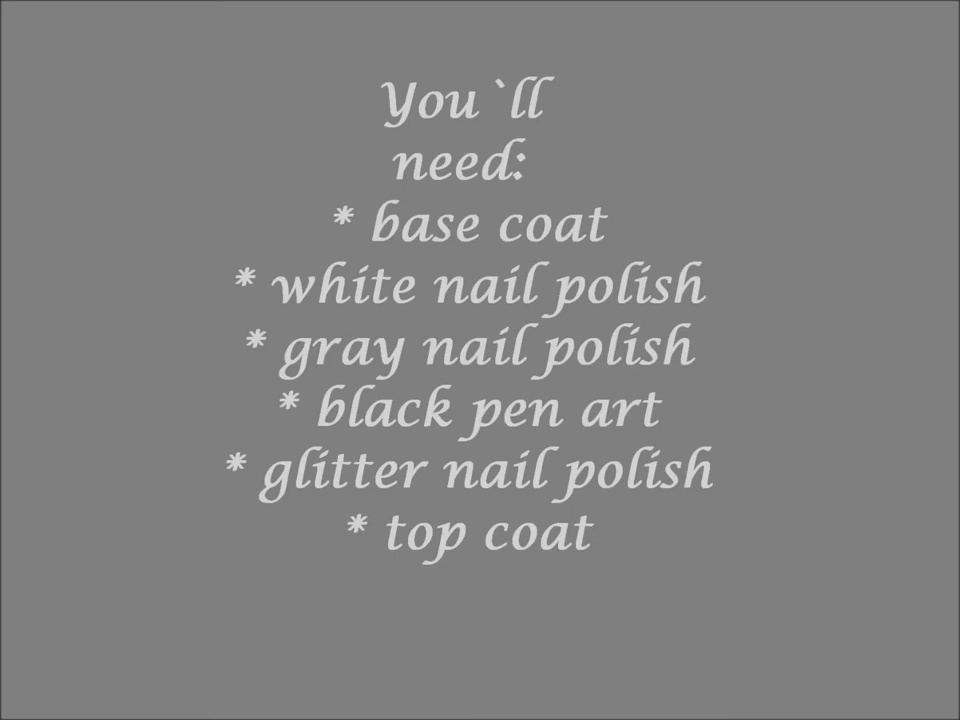 You`ll
need:
* base coat
* white nail polish
* gray nail polish
* black pen art
* glitter nail polish
* top coat